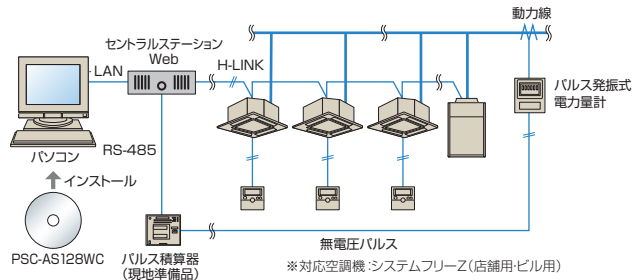 動力線
セントラルステーション
Web
LAN
H-LINK
パルス発振式
電力量計
パソコン
RS-485
インストール
PSC-AS128WC
パルス積算器
(現地準備品)
無電圧パルス
※対応空調機:システムフリーZ(店舗用・ビル用)